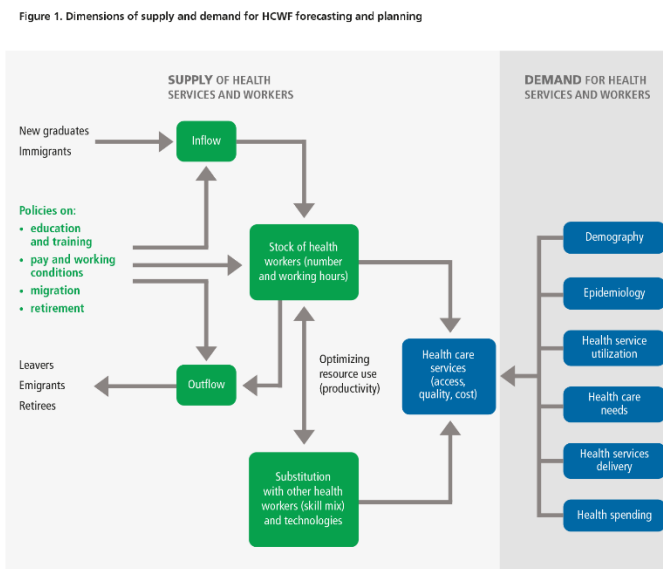 Figure 1. Dimensions of supply and demand for HCWF forecasting and planning
SUPPLY OF HEALTH
SERVICES AND WORKERS
DEMAND FOR HEALTH
SERVICES AND WORKERS
New graduates
Immigrants
Inflow
Policies on:
• education
and training
• pay and working
conditions
• migration
• retirement
Stock of health
workers (number
and working hours)
Leavers
Emigrants
Retirees
Outflow
Optimizing
resource use
(productivity)
Health care
services
(access,
quality, cost)
Substitution
with other health
workers (skill mix)
and technologies
Demography
Epidemiology
Health service
utilization
Health care
needs
Health services
delivery
Health spending